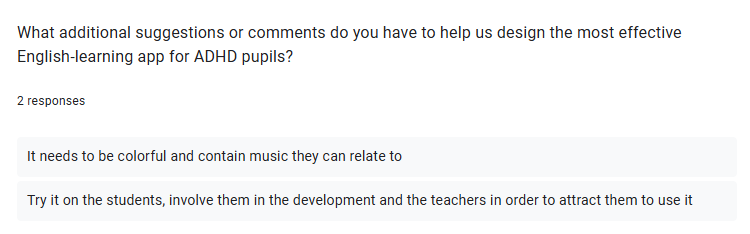 What additional suggestions or comments do you have to help us design the most effective
English-learning app for ADHD pupils?
2 responses
It needs to be colorful and contain music they can relate to
Try it on the students, involve them in the development and the teachers in order to attract them to use it